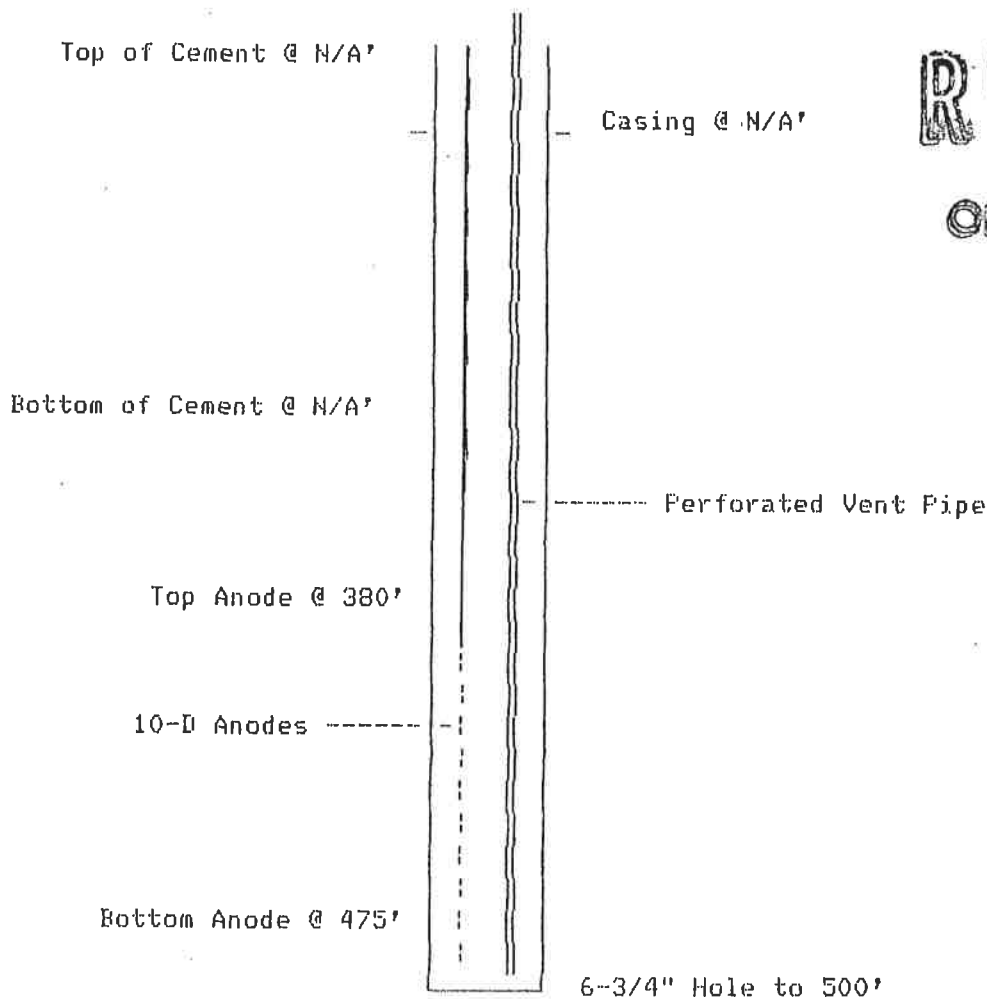 Top of Cement @ N/A'
Casing @ N/A'
Bottom of Cement @ N/A'
Perforated Vent Pipe
Top Anode @ 380'
10-D Anodes
Bottom Anode @ 475'
6-3/4" Hole to 500'